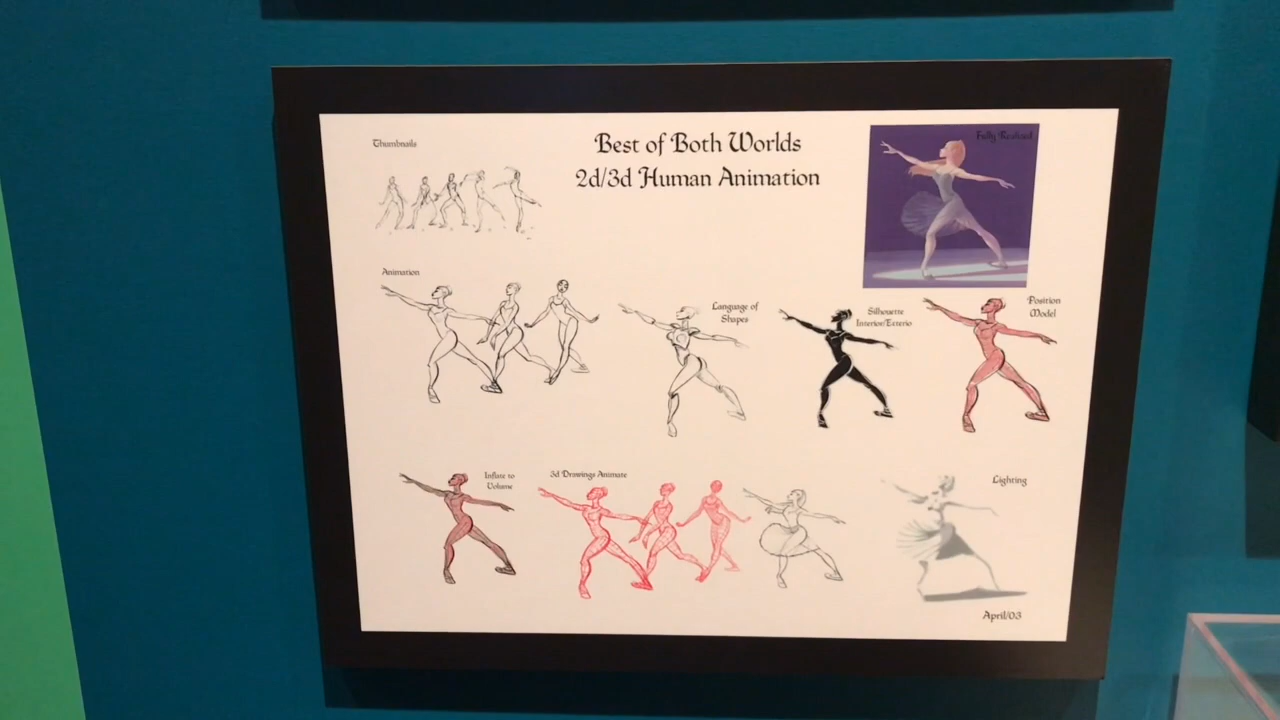 Best of Both Worlds
2d/3d Human Animation
Thumbnails
Fully Realized
Animation
Language of
Shapes
Silhouette
Interior/Exterio
Position
Model
Inflate to
Volume
3d Drawings Animate
Lighting
April/03